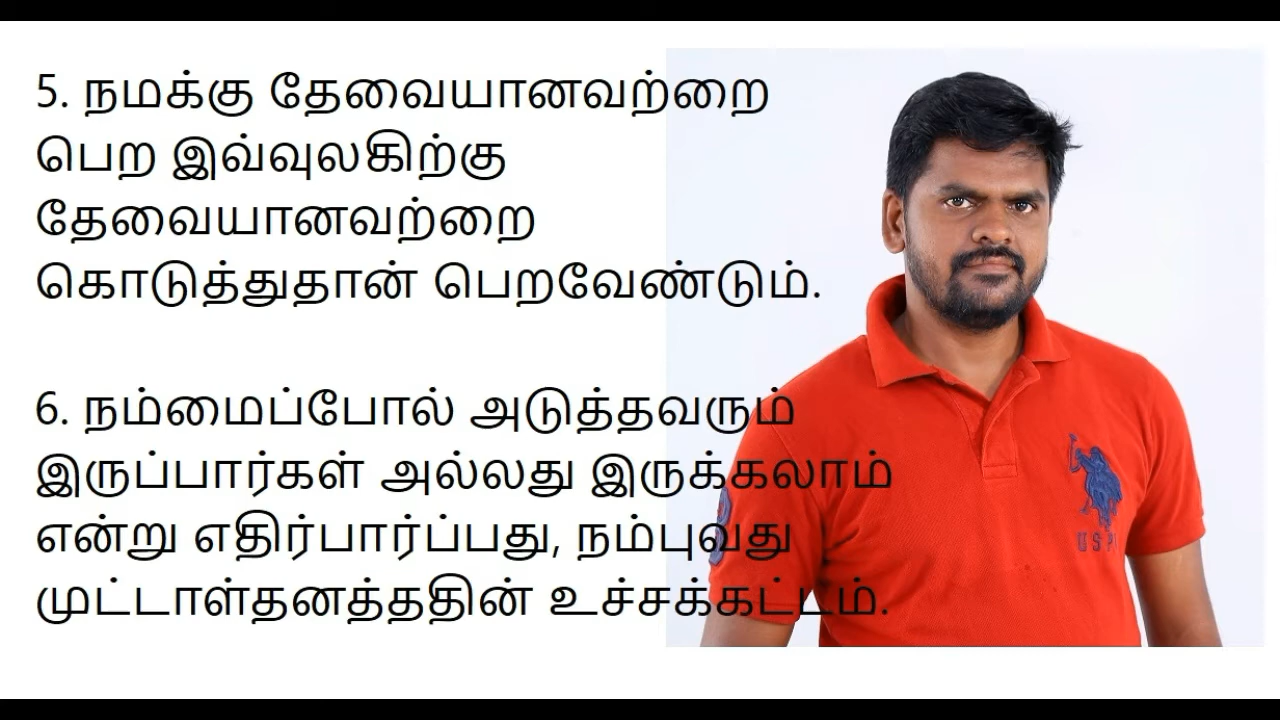 5. நமக்கு தேவையானவற்றை
பெற இவ்வுலகிற்கு
தேவையானவற்றை
கொடுத்துதான் பெறவேண்டும்.
6. நம்மைப்போல் அடுத்தவரும்
இருப்பார்கள் அல்லது இருக்கலாம்
என்று எதிர்பார்ப்பது, நம்புவது
முட்டாள்தனத்ததின் உச்சக்கட்டம்.